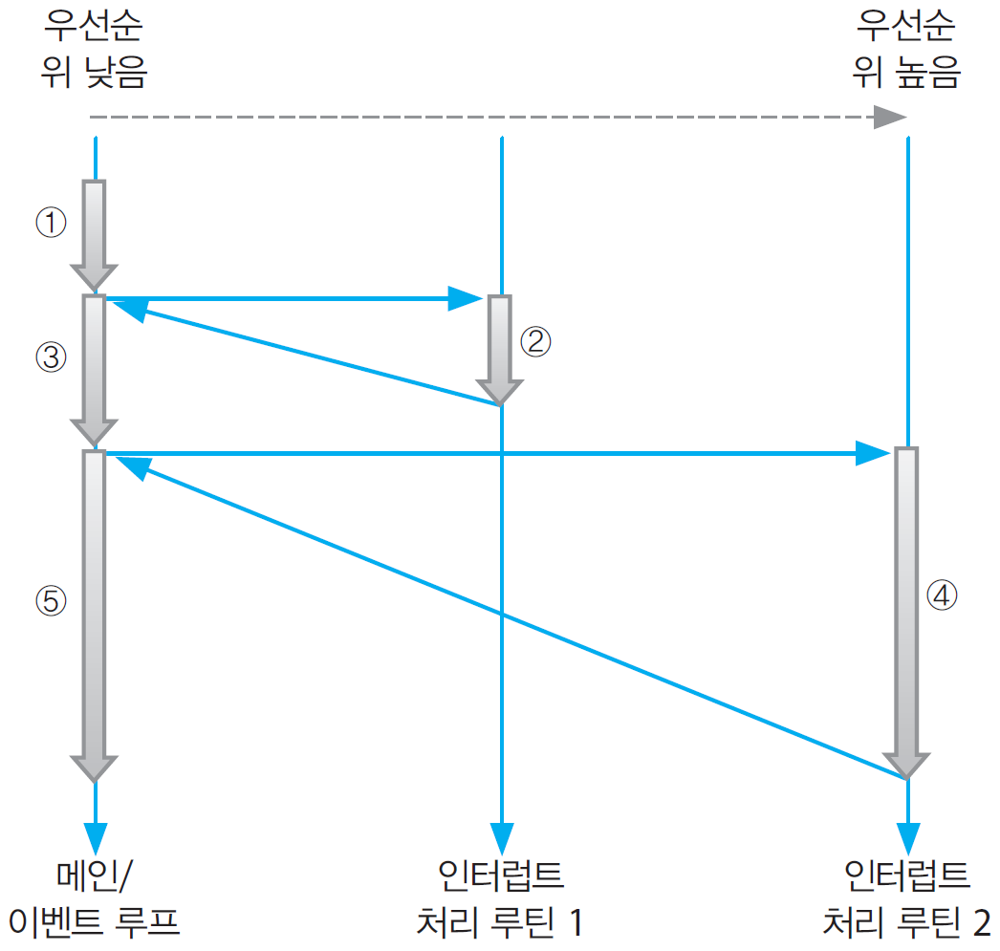 우선순
위 낮음
우선순
위 높음
①
②
③
④
⑤
메인/
이벤트 루프
인터럽트
처리 루틴 1
인터럽트
처리 루틴 2